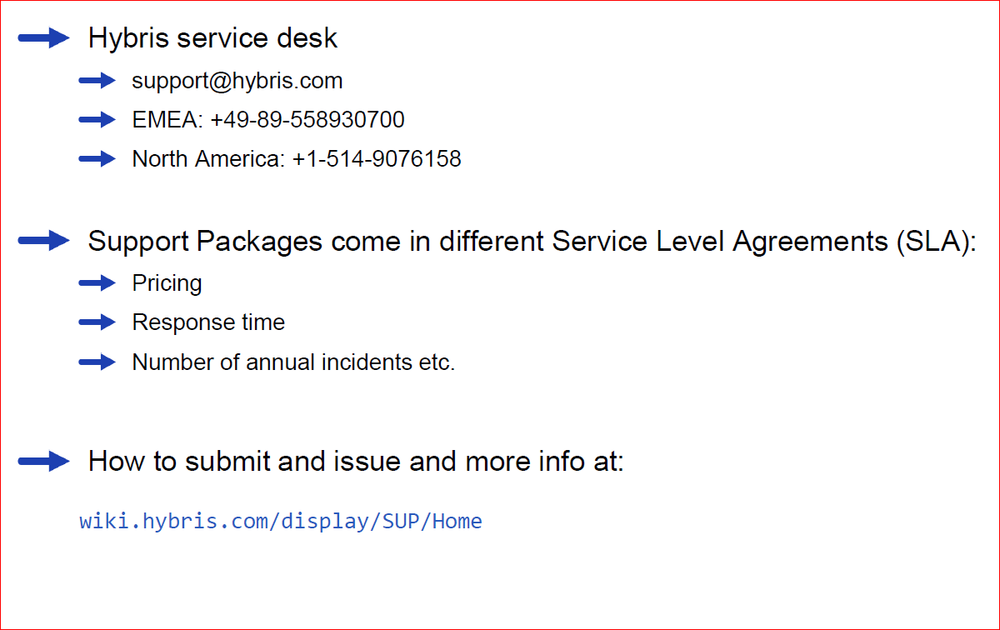 Hybris service desk
support@hybris.com
EMEA: +49-89-558930700
North America: +1-514-9076158
Support Packages come in different Service Level Agreements (SLA):
Pricing
Response time
Number of annual incidents etc.
How to submit and issue and more info at:
wiki.hybris.com/display/SUP/Home